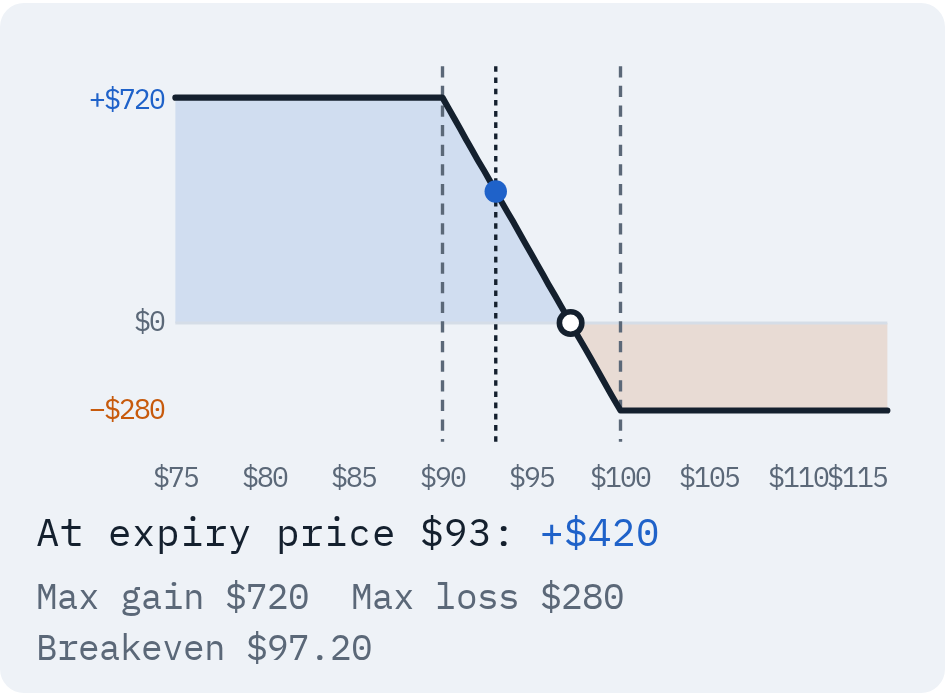 +$720
$0
−$280
$75 $80 $85 $90 $95 $100 $105 $110 $115
At expiry price $93: +$420
Max gain $720 Max loss $280
Breakeven $97.20